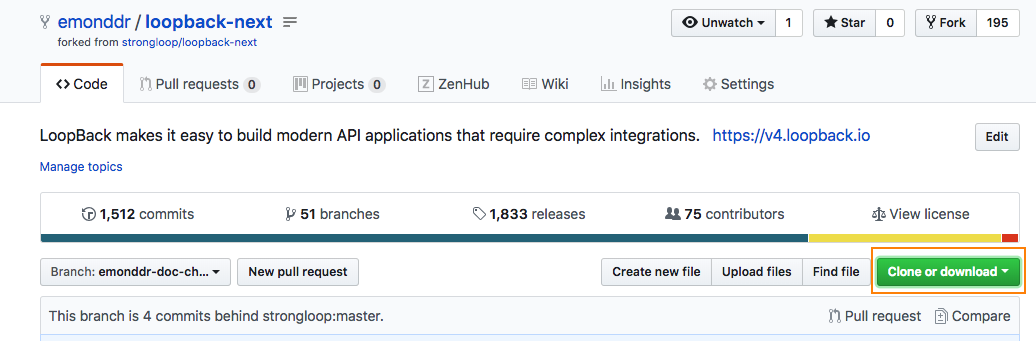 emonddr / loopback-next
Unwatch 1 Star 0 Fork 195
forked from strongloop/loopback-next
Code Pull requests 0 Projects 0 ZenHub Wiki Insights Settings
LoopBack makes it easy to build modern API applications that require complex integrations. https://v4.loopback.io Edit
Manage topics
1,512 commits 51 branches 1,833 releases 75 contributors View license
Branch: emonddr-doc-ch... New pull request Create new file Upload files Find file Clone or download
This branch is 4 commits behind strongloop:master. Pull request Compare